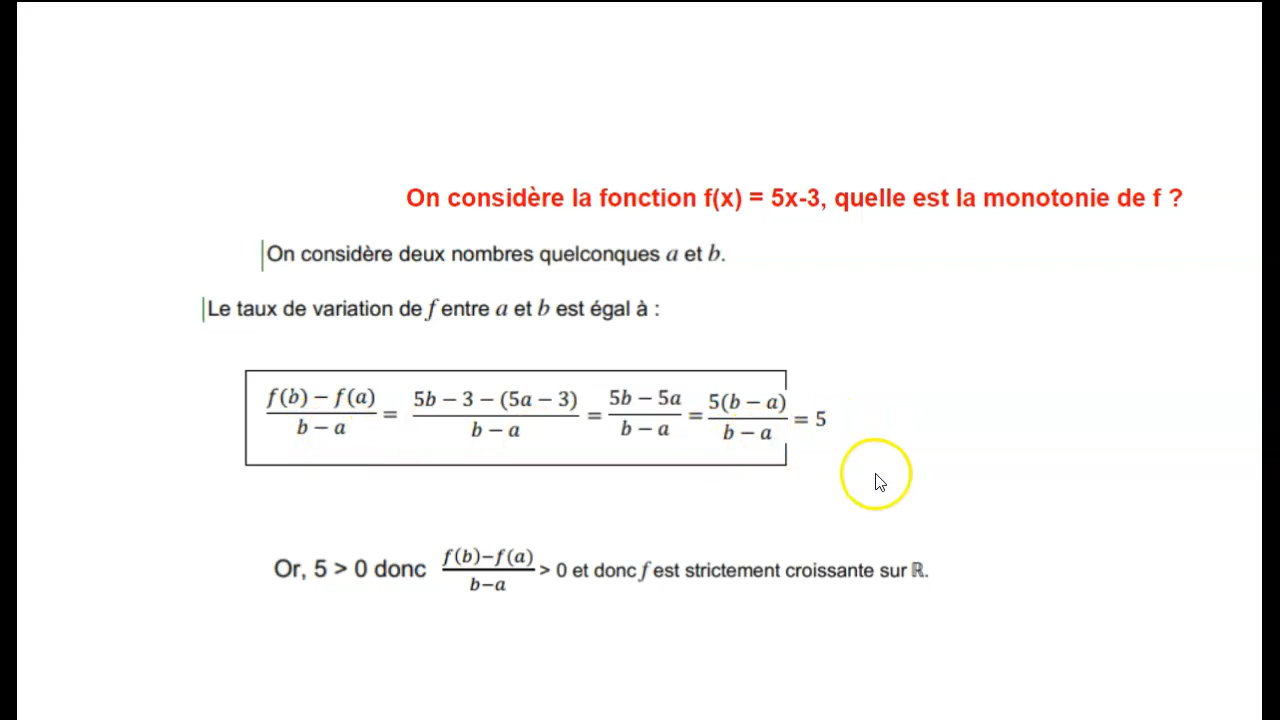 On considère la fonction f(x) = 5x-3, quelle est la monotonie de f ?
On considère deux nombres quelconques a et b.
Le taux de variation de f entre a et b est égal à :
f(b) − f(a) / b − a = 5b − 3 − (5a − 3) / b − a = 5b − 5a / b − a = 5(b − a) / b − a = 5
Or, 5 > 0 donc f(b)−f(a) / b−a > 0 et donc f est strictement croissante sur ℝ.